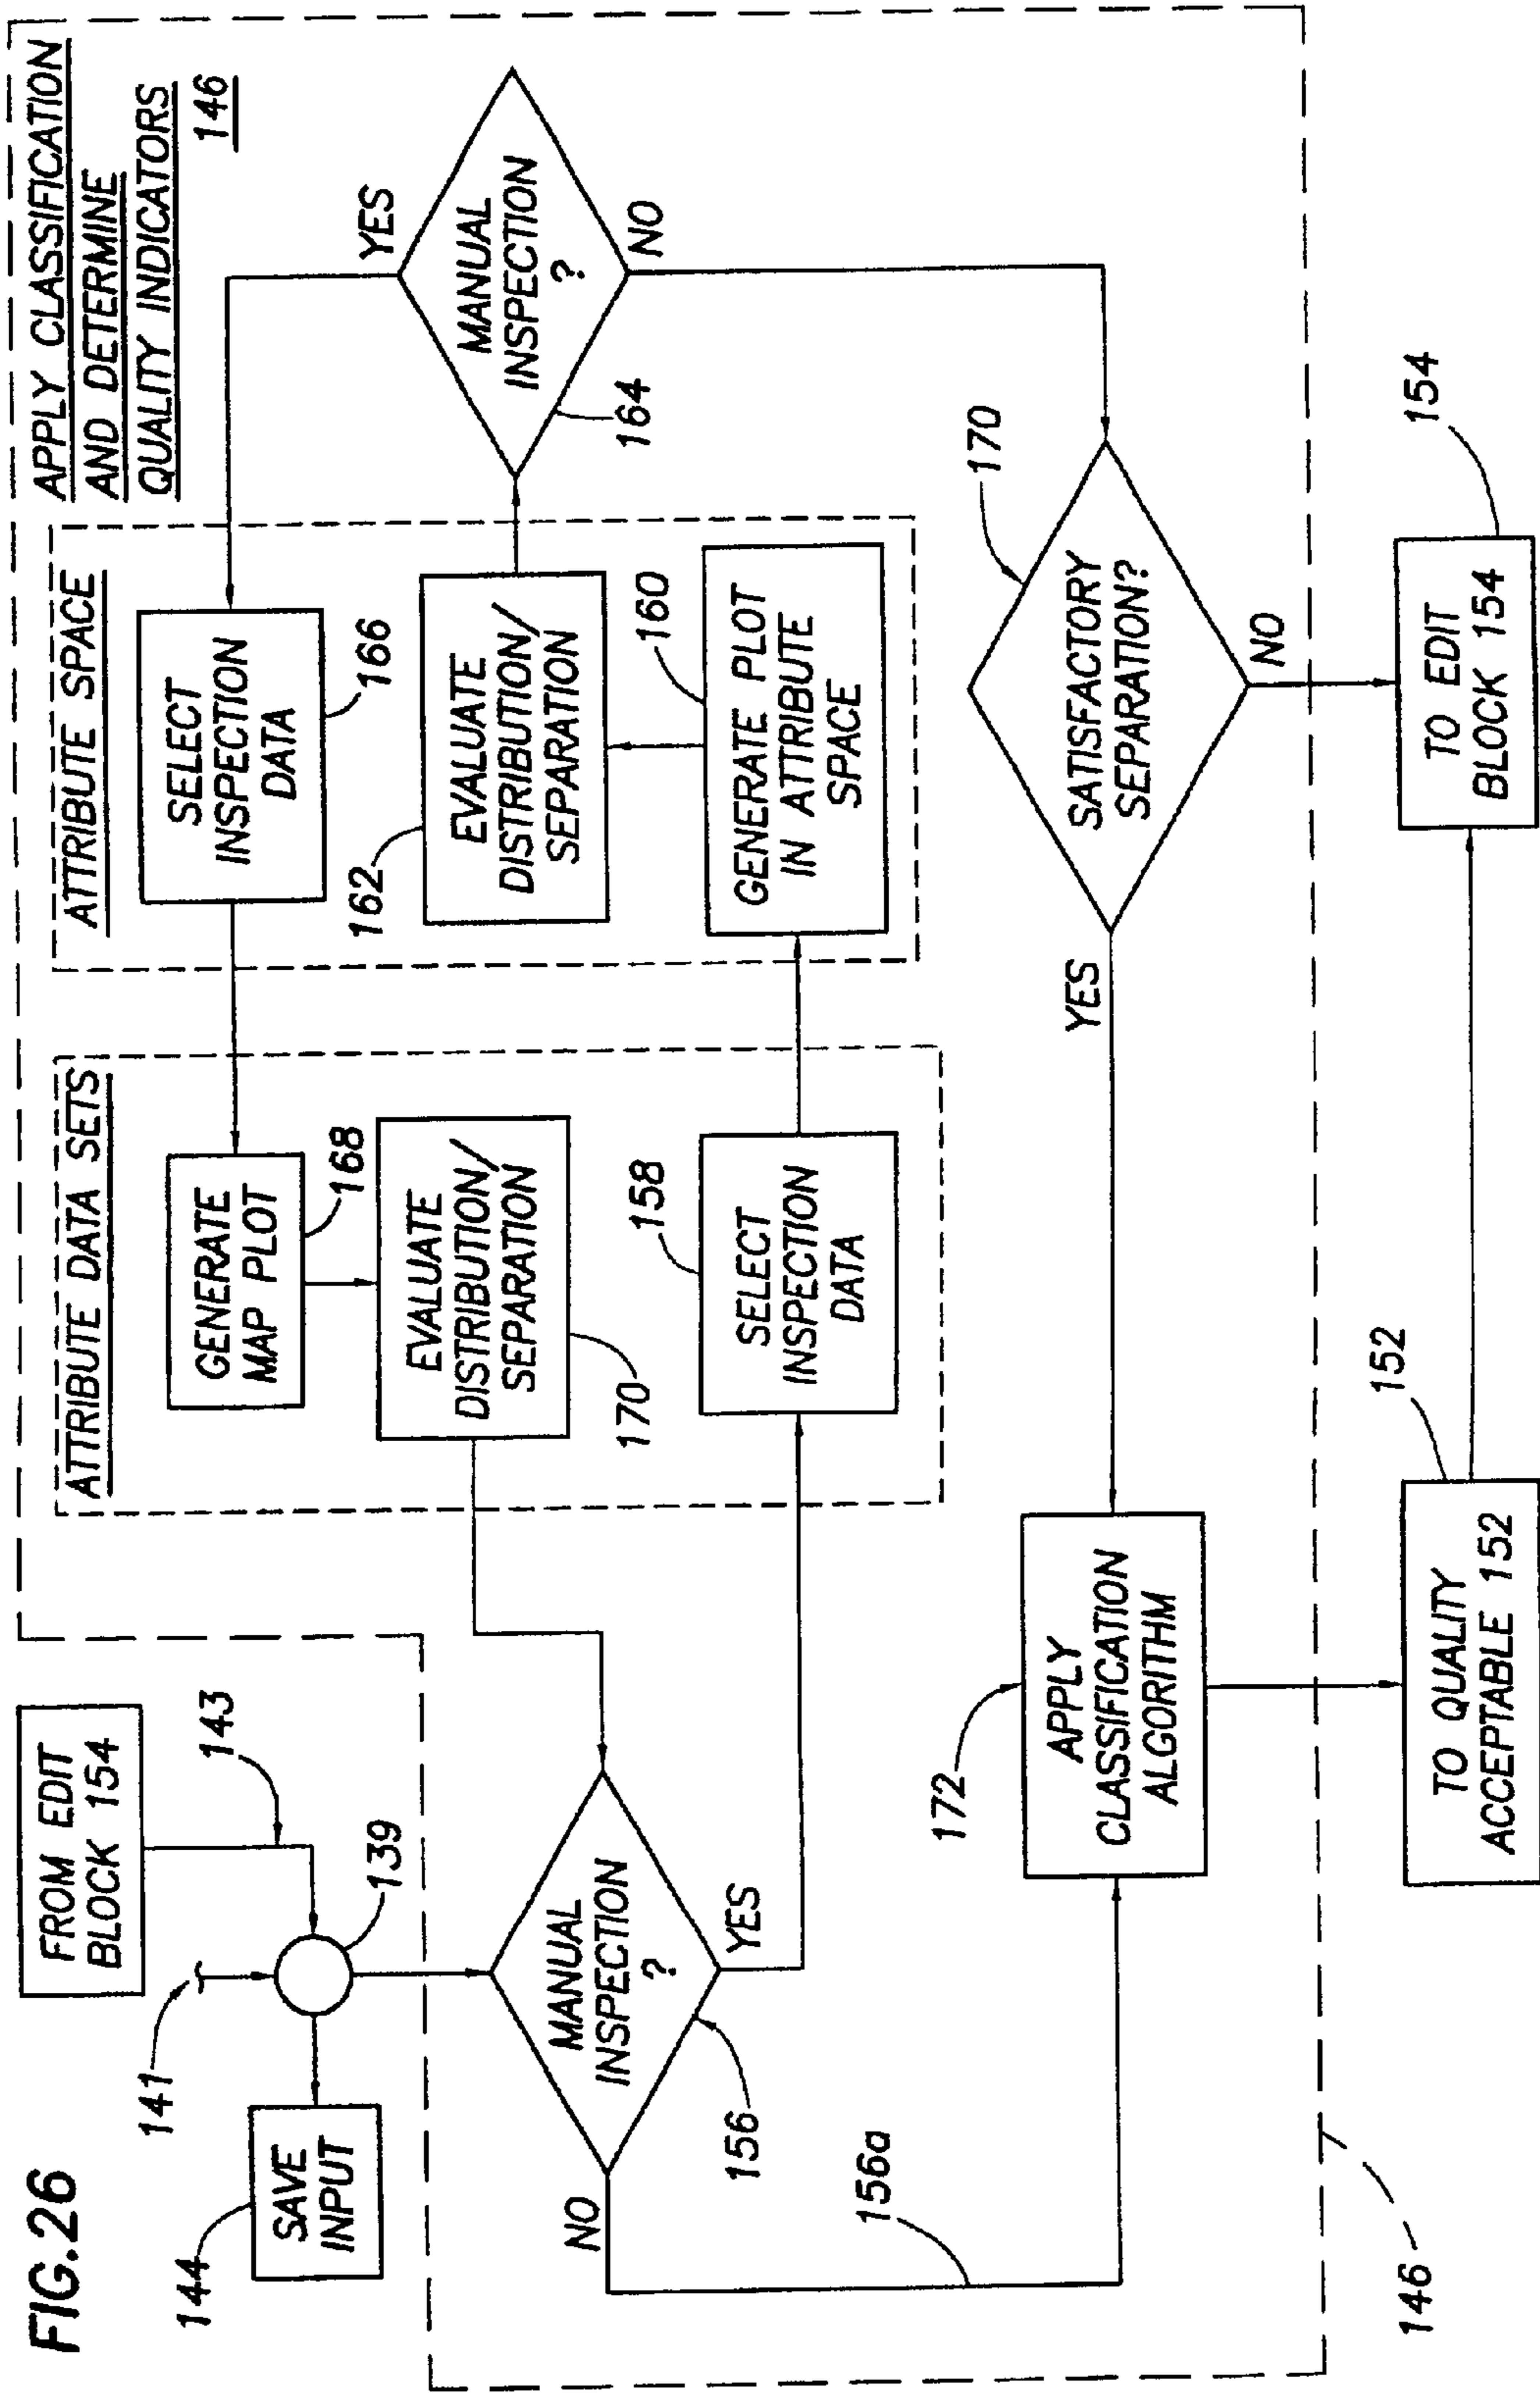 FIG.26
144
SAVE
INPUT
141
FROM EDIT
BLOCK 154
143
139
APPLY CLASSIFICATION
AND DETERMINE
QUALITY INDICATORS
146
ATTRIBUTE DATA SETS
GENERATE
MAP PLOT
168
EVALUATE
DISTRIBUTION/
SEPARATION
170
158
SELECT
INSPECTION
DATA
ATTRIBUTE SPACE
SELECT
INSPECTION
DATA
166
162
EVALUATE
DISTRIBUTION/
SEPARATION
160
GENERATE PLOT
IN ATTRIBUTE
SPACE
YES
MANUAL
INSPECTION
?
164
NO
NO
MANUAL
INSPECTION
?
YES
156
156a
172
APPLY
CLASSIFICATION
ALGORITHM
YES
SATISFACTORY
SEPARATION?
170
NO
146
TO QUALITY
ACCEPTABLE 152
152
TO EDIT
BLOCK 154
154